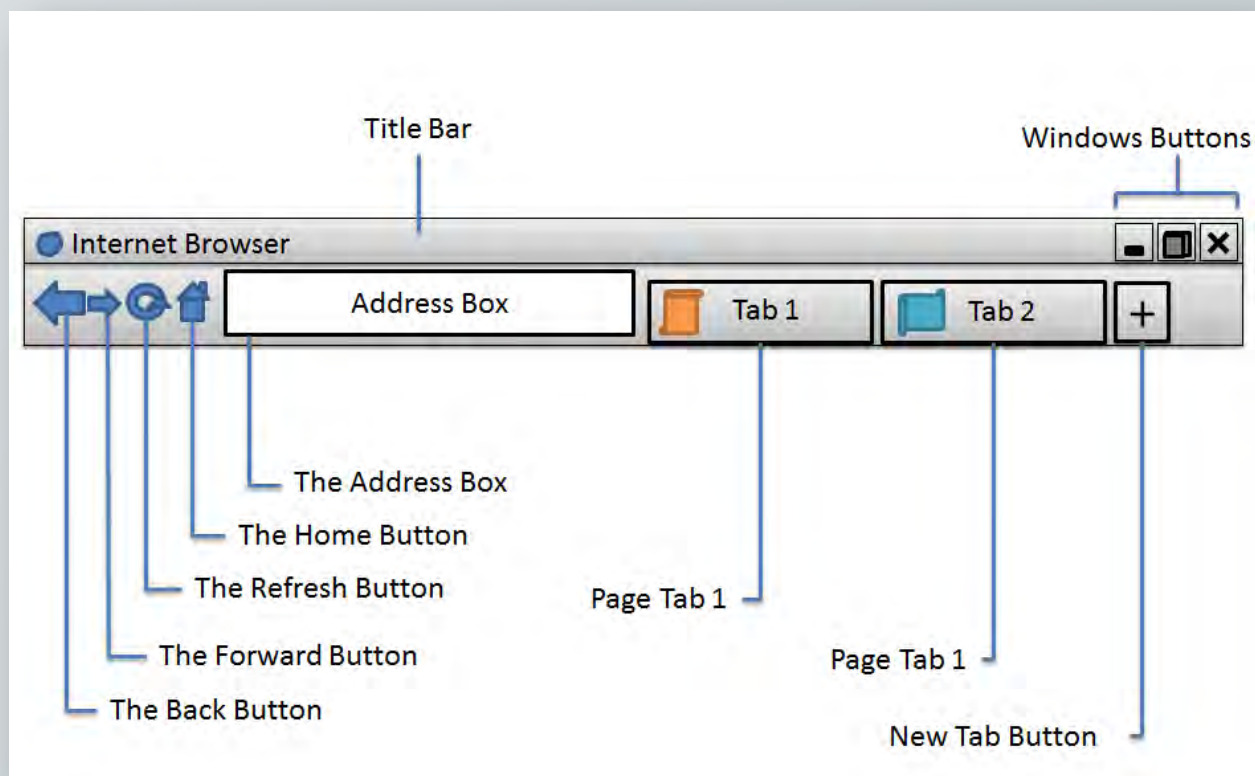 Title Bar
Windows Buttons
Internet Browser
Address Box
Tab 1
Tab 2
+
The Address Box
The Home Button
The Refresh Button
Page Tab 1
The Forward Button
Page Tab 1
The Back Button
New Tab Button